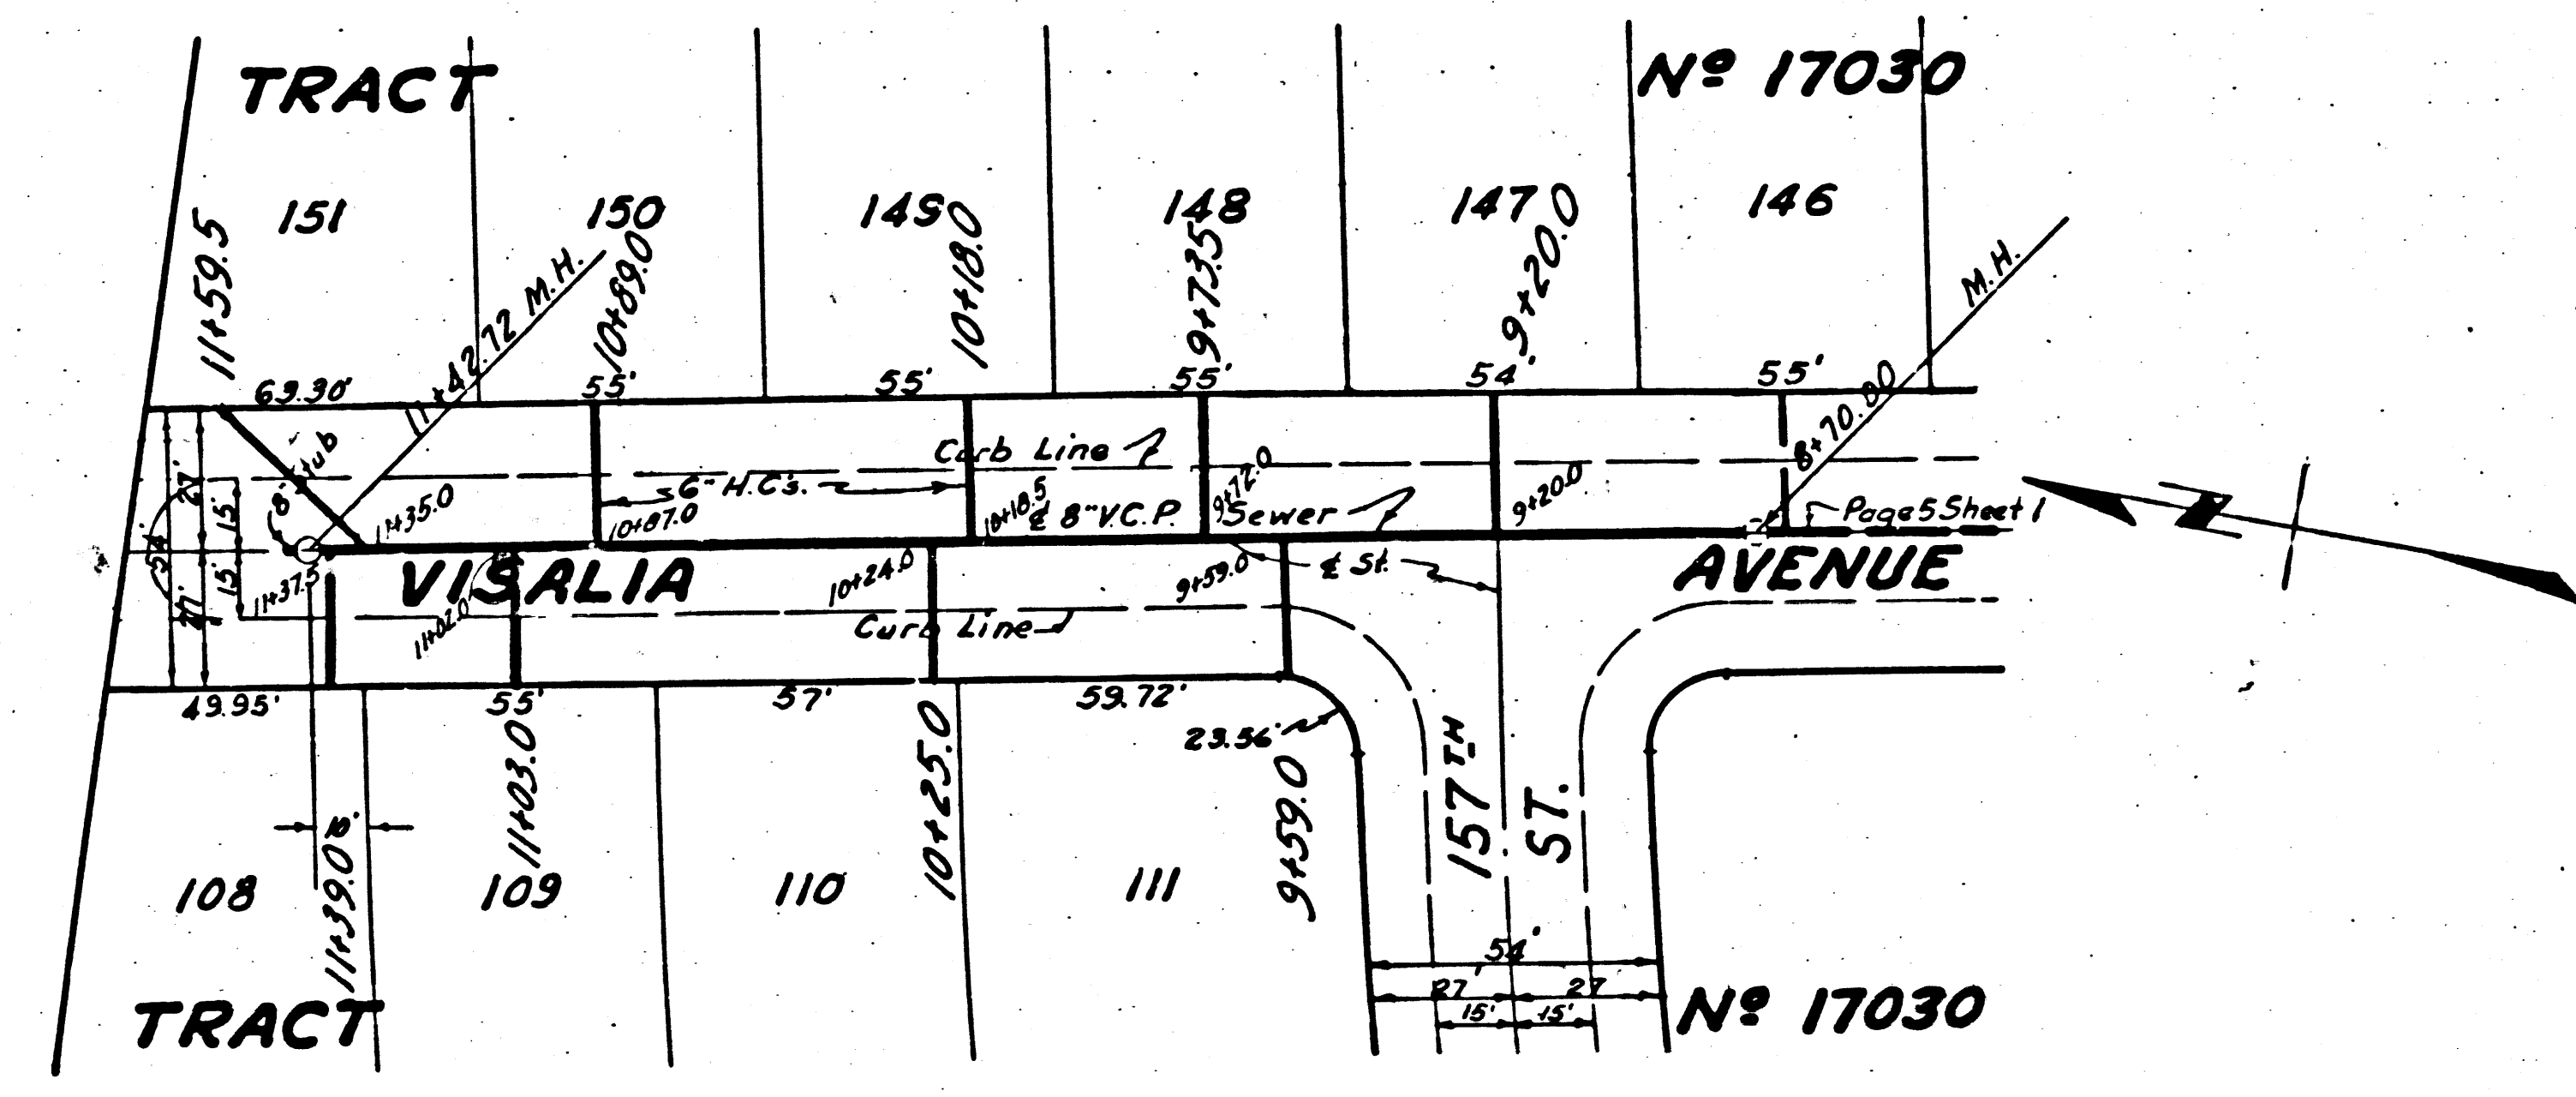 TRACT
Nº 17030
151
150
149
148
147
146
11+59.5
11+42.72 M.H.
10+89.0
10+18.0
9+73.5
9+20.0
M.H.
8+70.00
63.30'
55'
55'
55'
54'
55'
Curb Line
8" Stub
6" H.C's.
11+35.0
10+87.0
10+18.5
℄ 8" V.C.P. Sewer
9+72.0
9+20.0
Page 5 Sheet 1
27'
54'
27'
15'
15'
11+37.5
VISALIA
AVENUE
11+02.0
10+24.0
9+59.0
℄ St.
Curb Line
49.95'
55'
57'
59.72'
23.56'
10'
11+39.0
11+03.0
10+25.0
9+59.0
157TH
ST.
108
109
110
111
54'
27'
27
15'
15'
TRACT
Nº 17030
N